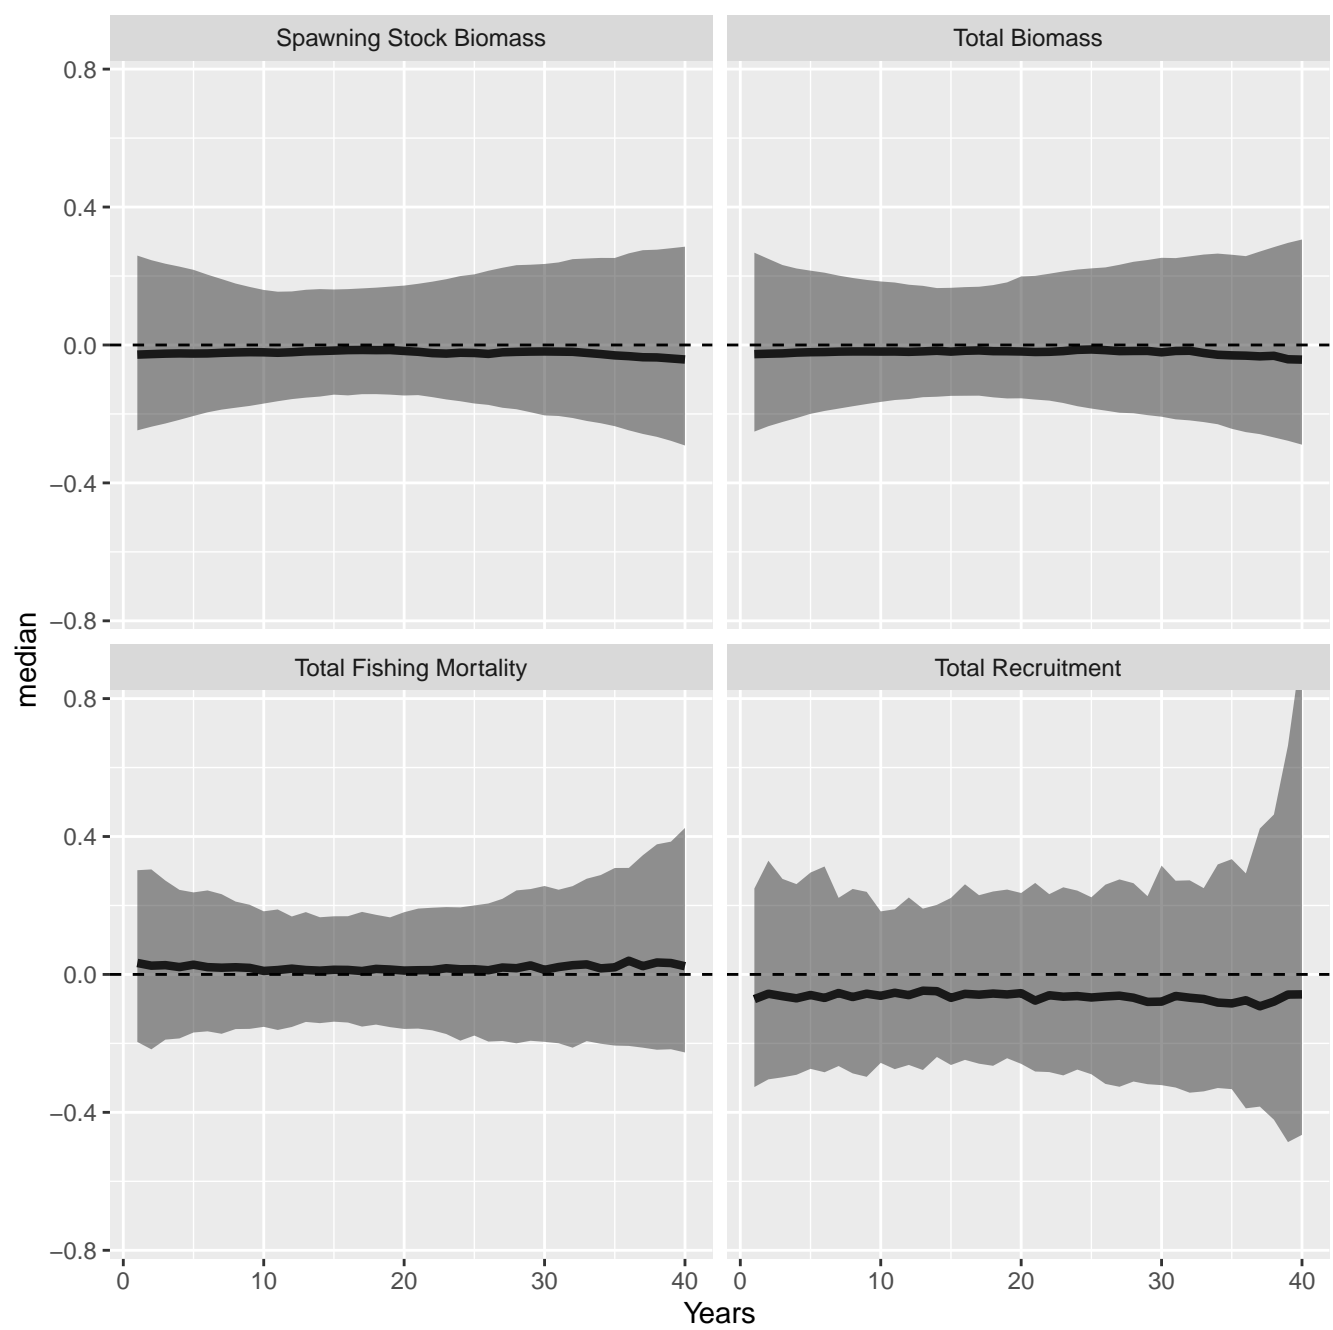 Spawning Stock Biomass
Total Biomass
0.8
0.4
0.0
−0.4
−0.8
median
Total Fishing Mortality
Total Recruitment
0.8
0.4
0.0
−0.4
−0.8
0 10 20 30 40
0 10 20 30 40
Years